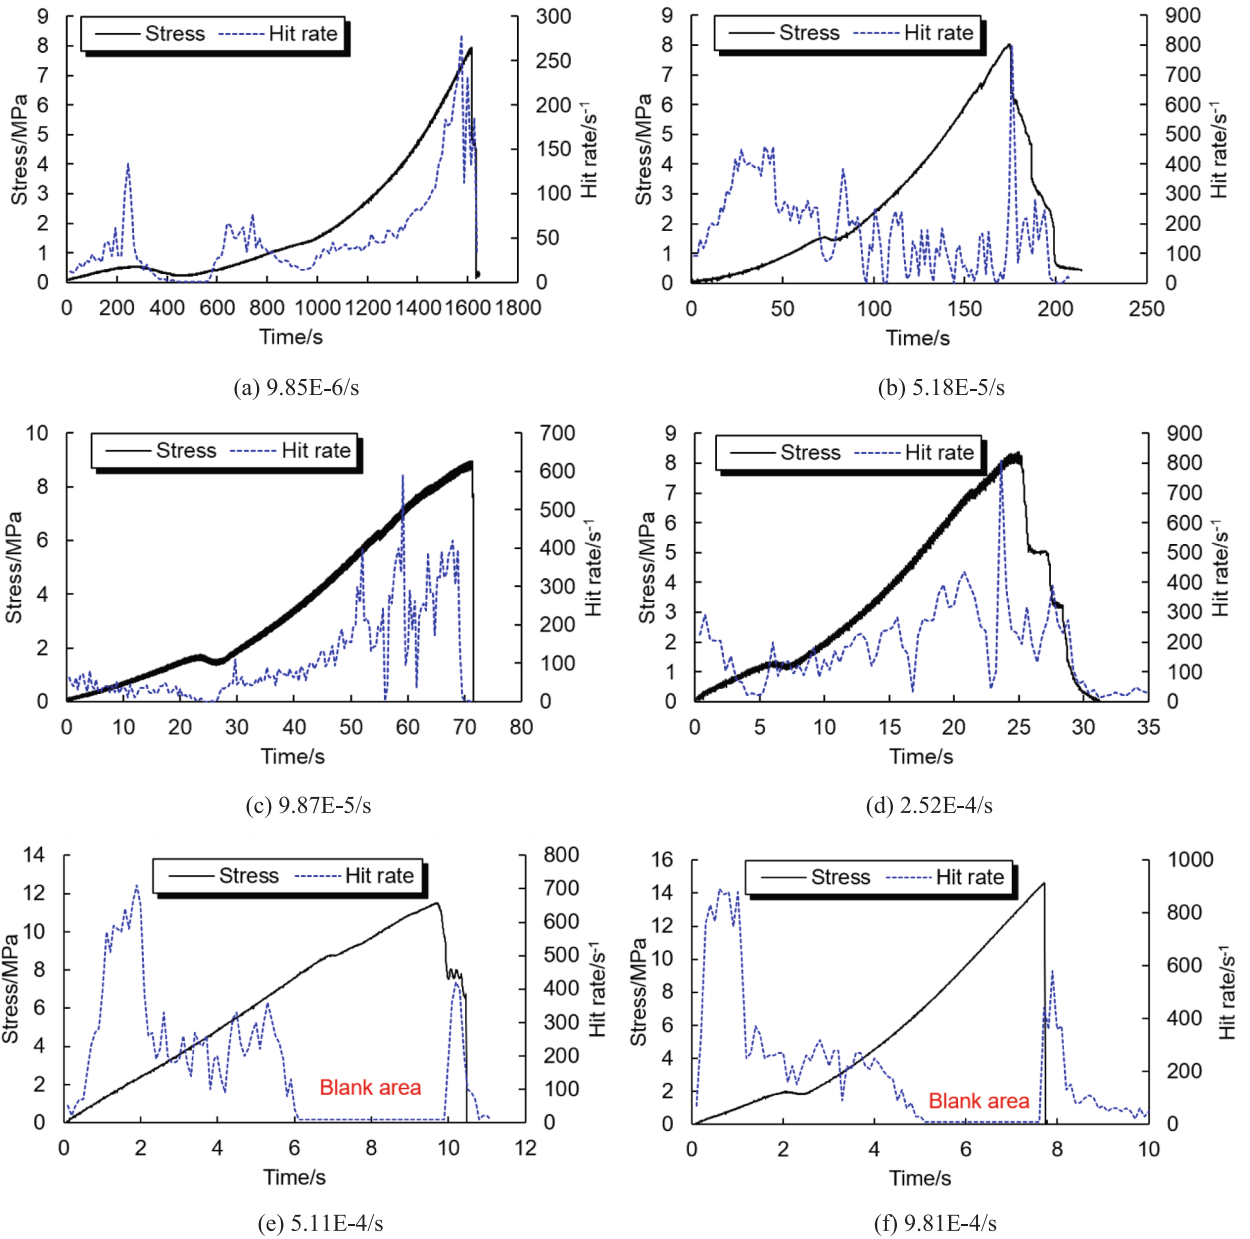 9 8 7 6 5 4 3 2 1 0
Stress/MPa
Stress Hit rate
300 250 200 150 100 50 0
Hit rate/s⁻¹
0 200 400 600 800 1000 1200 1400 1600 1800
Time/s
(a) 9.85E-6/s
9 8 7 6 5 4 3 2 1 0
Stress/MPa
Stress Hit rate
900 800 700 600 500 400 300 200 100 0
Hit rate/s⁻¹
0 50 100 150 200 250
Time/s
(b) 5.18E-5/s
10 8 6 4 2 0
Stress/MPa
Stress Hit rate
700 600 500 400 300 200 100 0
Hit rate/s⁻¹
0 10 20 30 40 50 60 70 80
Time/s
(c) 9.87E-5/s
9 8 7 6 5 4 3 2 1 0
Stress/MPa
Stress Hit rate
900 800 700 600 500 400 300 200 100 0
Hit rate/s⁻¹
0 5 10 15 20 25 30 35
Time/s
(d) 2.52E-4/s
14 12 10 8 6 4 2 0
Stress/MPa
Stress Hit rate
Blank area
800 700 600 500 400 300 200 100 0
Hit rate/s⁻¹
0 2 4 6 8 10 12
Time/s
(e) 5.11E-4/s
16 14 12 10 8 6 4 2 0
Stress/MPa
Stress Hit rate
Blank area
1000 800 600 400 200 0
Hit rate/s⁻¹
0 2 4 6 8 10
Time/s
(f) 9.81E-4/s